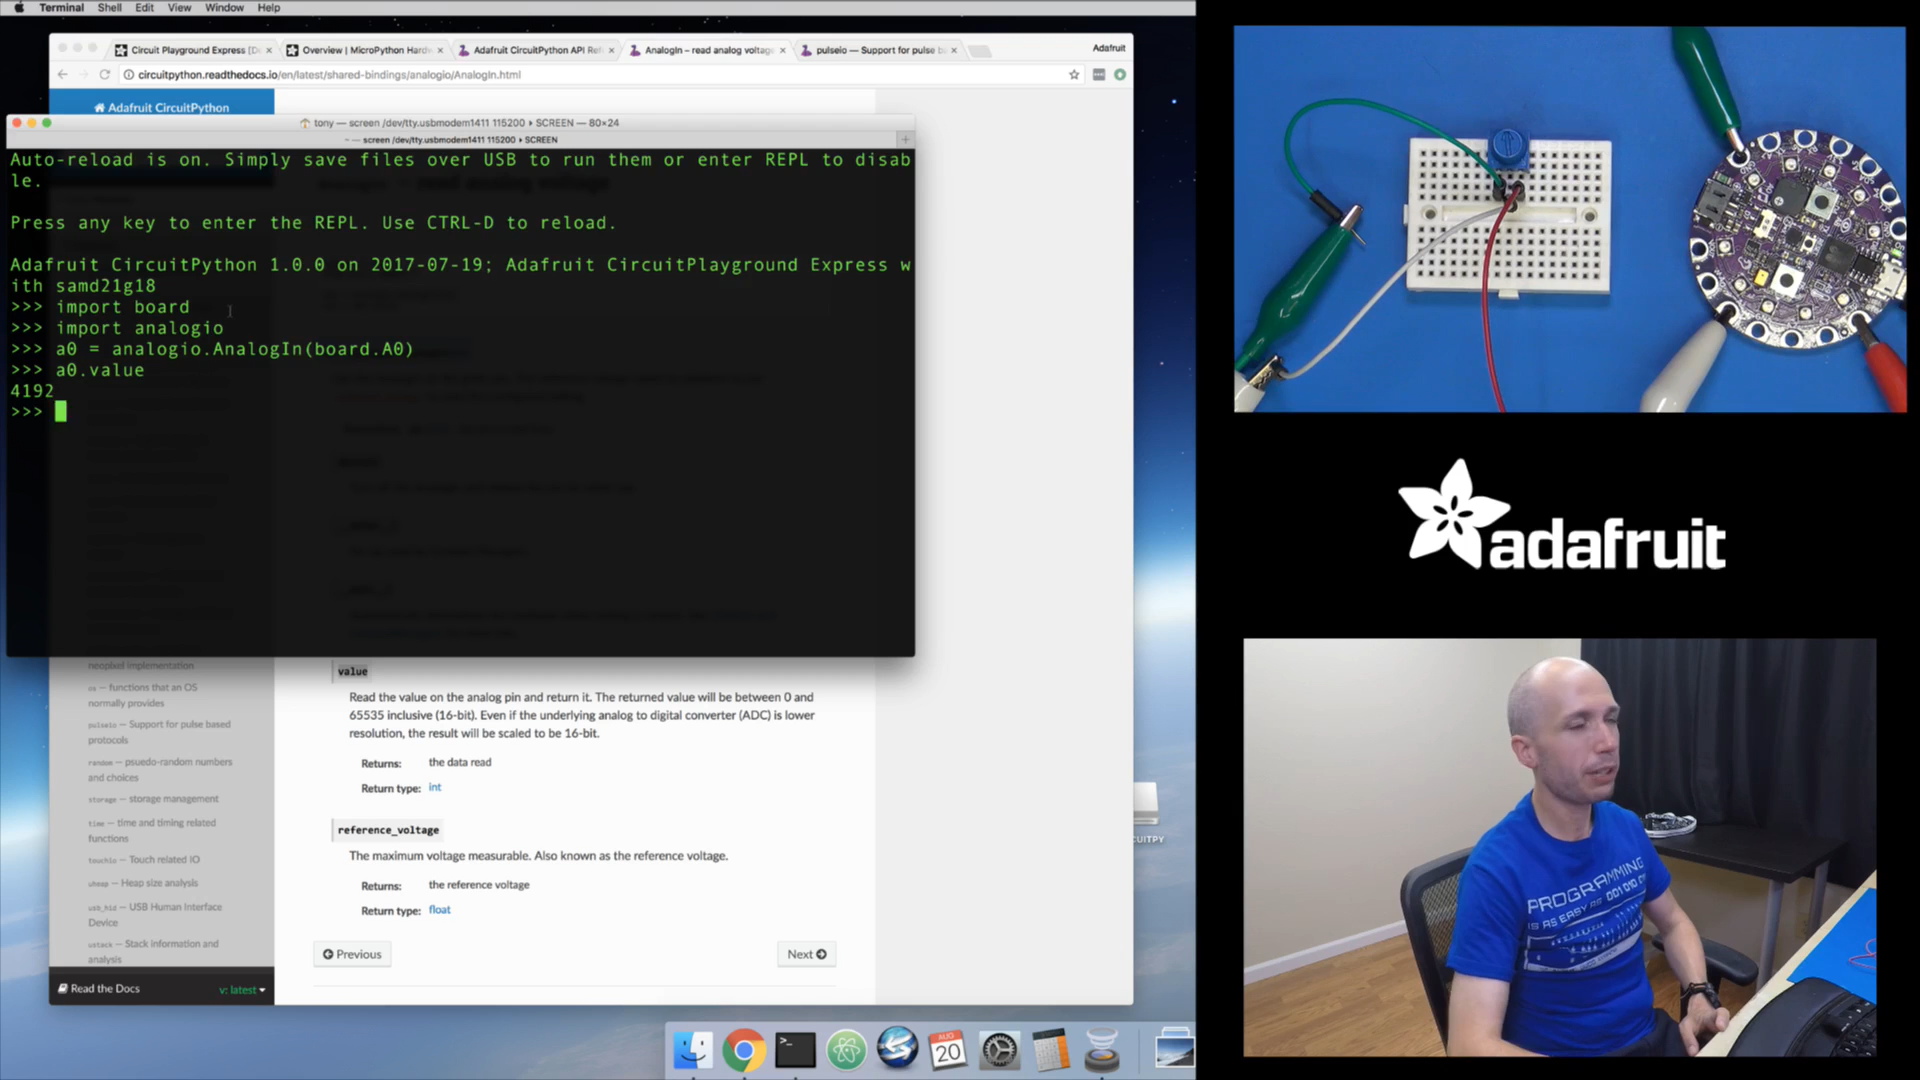 Terminal Shell Edit View Window Help
Circuit Playground Express [D
Overview | MicroPython Hardw
Adafruit CircuitPython API Ref
AnalogIn – read analog voltage
pulseio — Support for pulse b
Adafruit
circuitpython.readthedocs.io/en/latest/shared-bindings/analogio/AnalogIn.html
Adafruit CircuitPython
tony — screen /dev/tty.usbmodem1411 115200 ▸ SCREEN — 80×24
~ — screen /dev/tty.usbmodem1411 115200 ▸ SCREEN
Auto-reload is on. Simply save files over USB to run them or enter REPL to disab
le.
Press any key to enter the REPL. Use CTRL-D to reload.
Adafruit CircuitPython 1.0.0 on 2017-07-19; Adafruit CircuitPlayground Express w
ith samd21g18
>>> import board
>>> import analogio
>>> a0 = analogio.AnalogIn(board.A0)
>>> a0.value
4192
>>>
neopixel implementation
os — functions that an OS
normally provides
pulseio — Support for pulse based
protocols
random — psuedo-random numbers
and choices
storage — storage management
time — time and timing related
functions
touchio — Touch related IO
uheap — Heap size analysis
usb_hid — USB Human Interface
Device
ustack — Stack information and
analysis
Read the Docs
v: latest
value
Read the value on the analog pin and return it. The returned value will be between 0 and
65535 inclusive (16-bit). Even if the underlying analog to digital converter (ADC) is lower
resolution, the result will be scaled to be 16-bit.
Returns: the data read
Return type: int
reference_voltage
The maximum voltage measurable. Also known as the reference voltage.
Returns: the reference voltage
Return type: float
Previous
Next
CUITPY
AUG
20
adafruit
PROGRAMMING
IS AS EASY AS 001 010